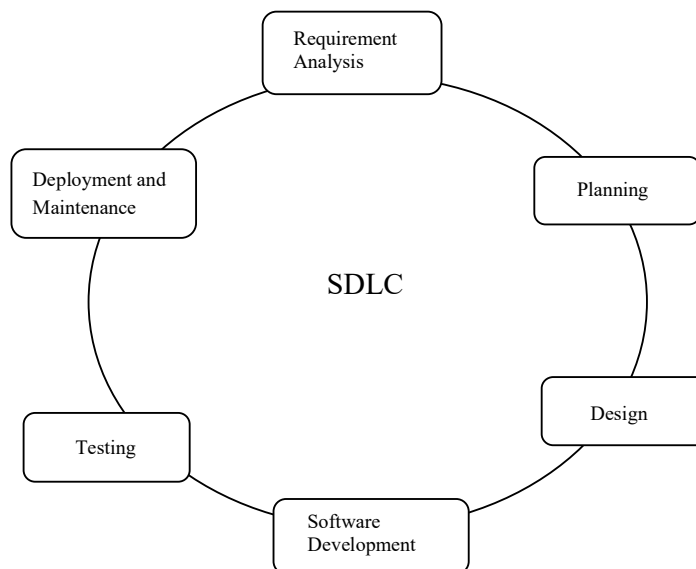 Requirement
Analysis
Deployment and
Maintenance
Planning
SDLC
Design
Testing
Software
Development